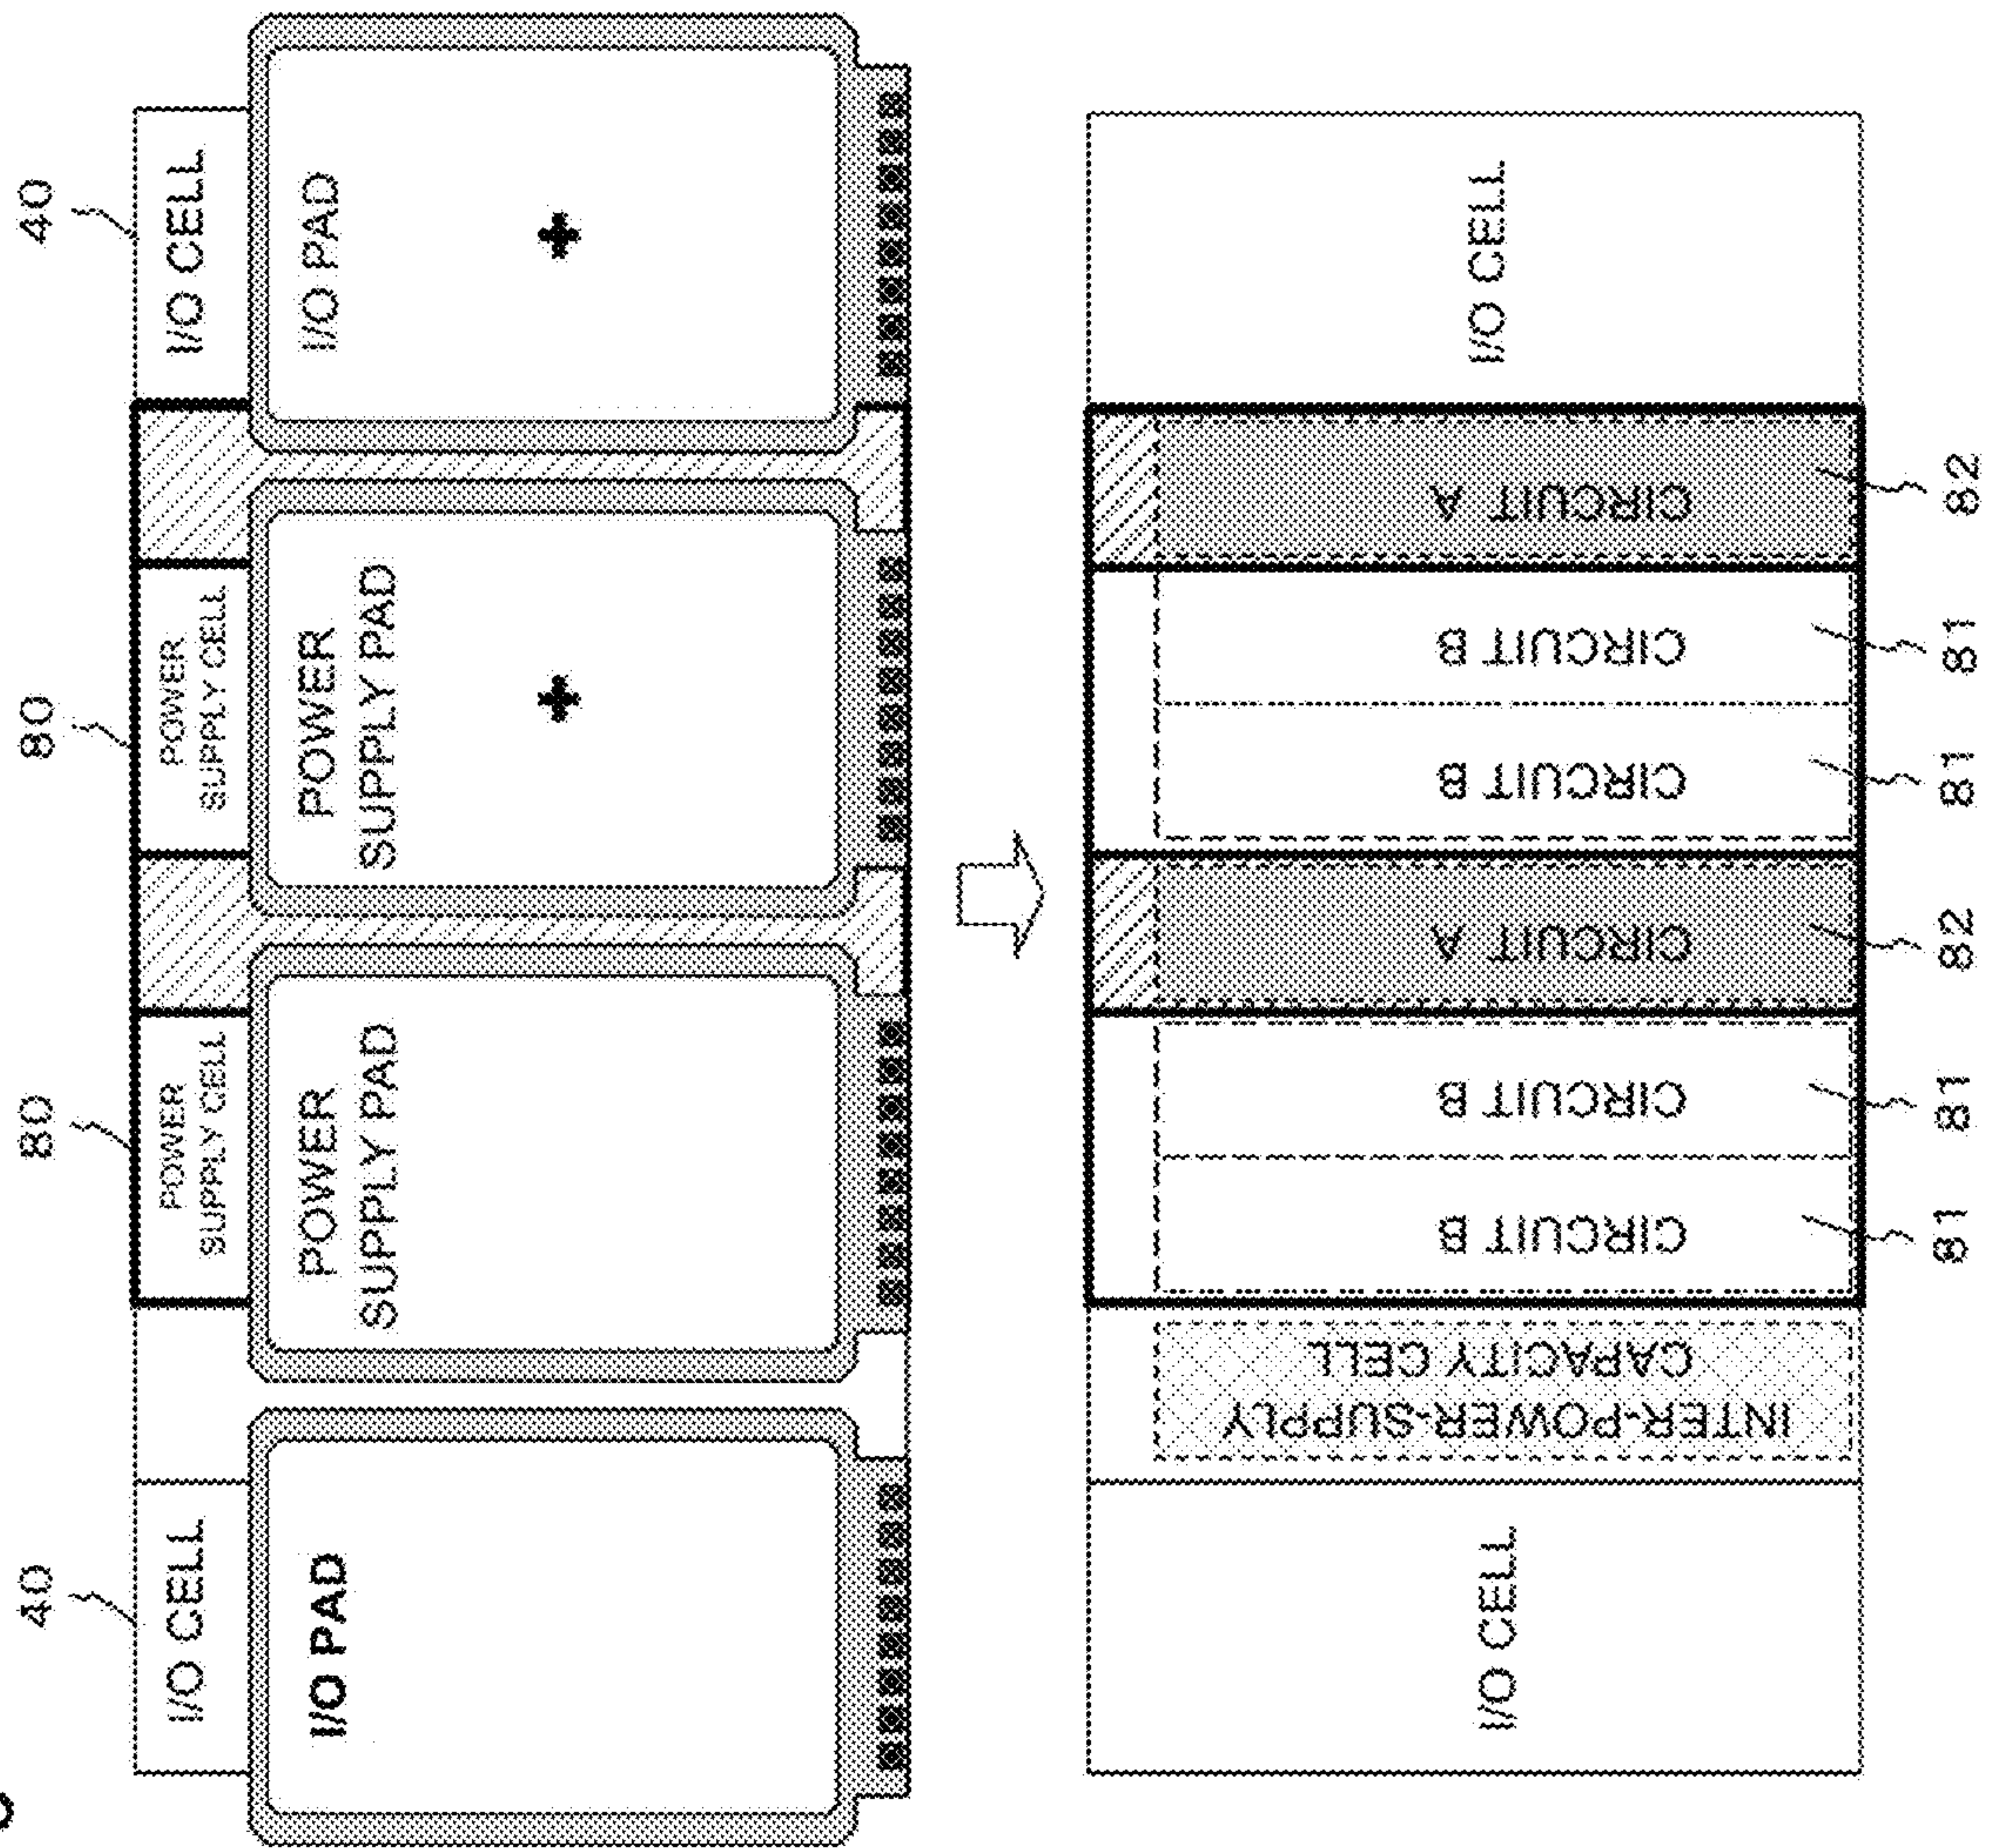 40
80
80
40
I/O CELL
POWER
SUPPLY CELL
POWER
SUPPLY CELL
I/O CELL
I/O PAD
POWER
SUPPLY PAD
POWER
SUPPLY PAD
I/O PAD
I/O CELL
INTER-POWER-SUPPLY
CAPACITY CELL
CIRCUIT B
CIRCUIT B
CIRCUIT A
CIRCUIT B
CIRCUIT B
CIRCUIT A
I/O CELL
81
81
82
81
81
82